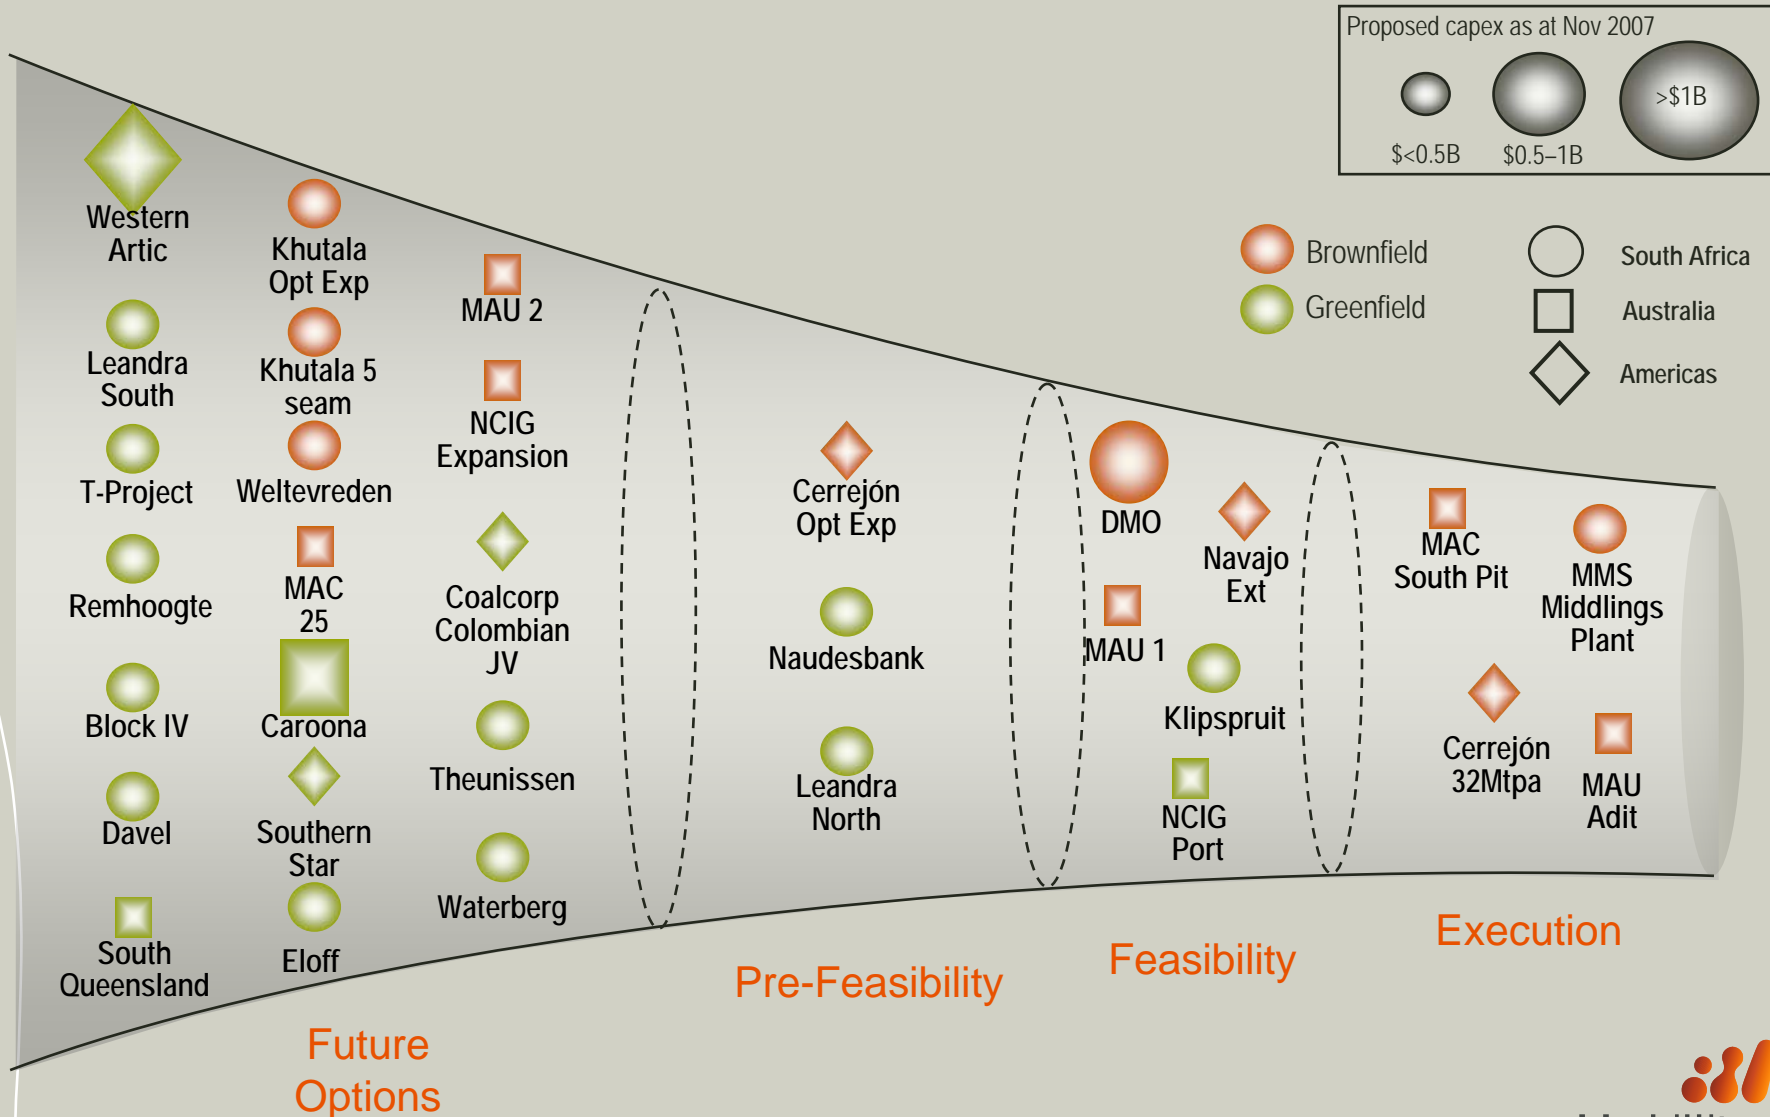 Proposed capex as at Nov 2007
>$1B
$<0.5B
$0.5–1B
Brownfield
South Africa
Greenfield
Australia
Americas
Western
Artic
Leandra
South
T-Project
Remhoogte
Block IV
Davel
South
Queensland
Khutala
Opt Exp
Khutala 5
seam
Weltevreden
MAC
25
Caroona
Southern
Star
Eloff
MAU 2
NCIG
Expansion
Coalcorp
Colombian
JV
Theunissen
Waterberg
Cerrejón
Opt Exp
Naudesbank
Leandra
North
DMO
Navajo
Ext
MAU 1
Klipspruit
NCIG
Port
MAC
South Pit
MMS
Middlings
Plant
Cerrejón
32Mtpa
MAU
Adit
Future
Options
Pre-Feasibility
Feasibility
Execution